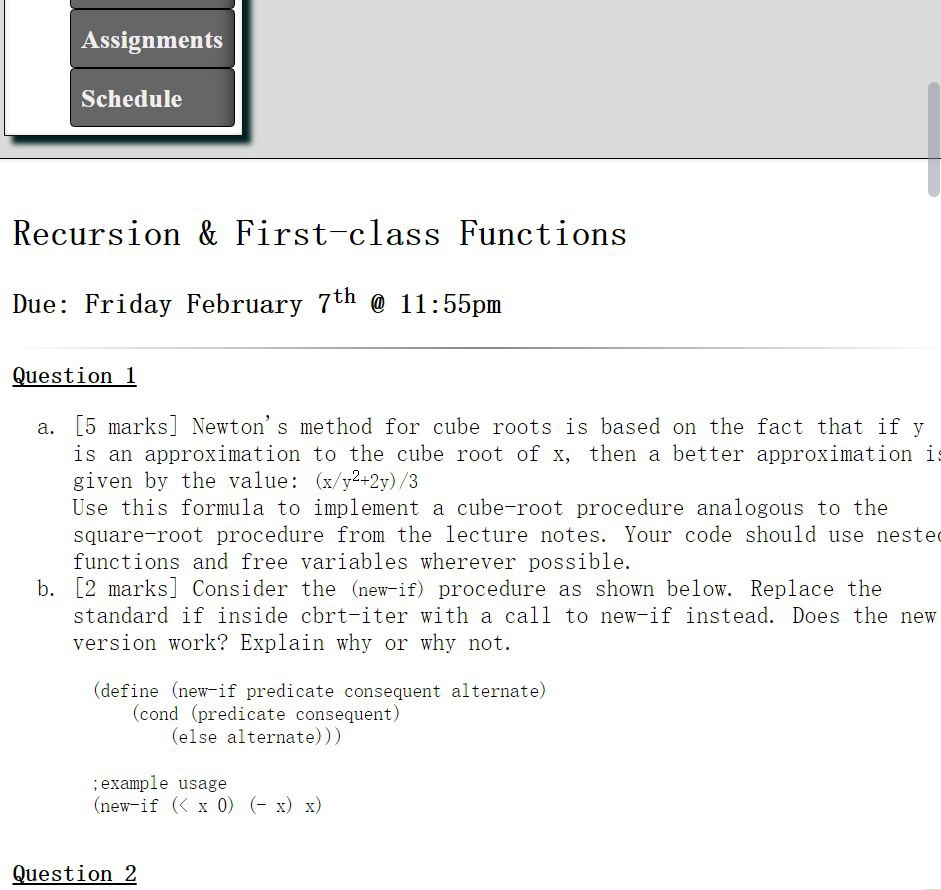 Assignments
Schedule
Recursion & First-class Functions
Due: Friday February 7th @ 11:55pm
Question 1
a. [5 marks] Newton's method for cube roots is based on the fact that if y
is an approximation to the cube root of x, then a better approximation
given by the value: (x/y²+2y)/3
Use this formula to implement a cube-root procedure analogous to the
square-root procedure from the lecture notes. Your code should use
functions and free variables wherever possible.
b. [2 marks] Consider the (new-if) procedure as shown below. Replace the
standard if inside cbrt-iter with a call to new-if instead. Does the new
version work? Explain why or why not.
(define (new-if predicate consequent alternate)
(cond (predicate consequent)
(else alternate)))
;example usage
(new-if (< x 0) (- x) x)
Question 2